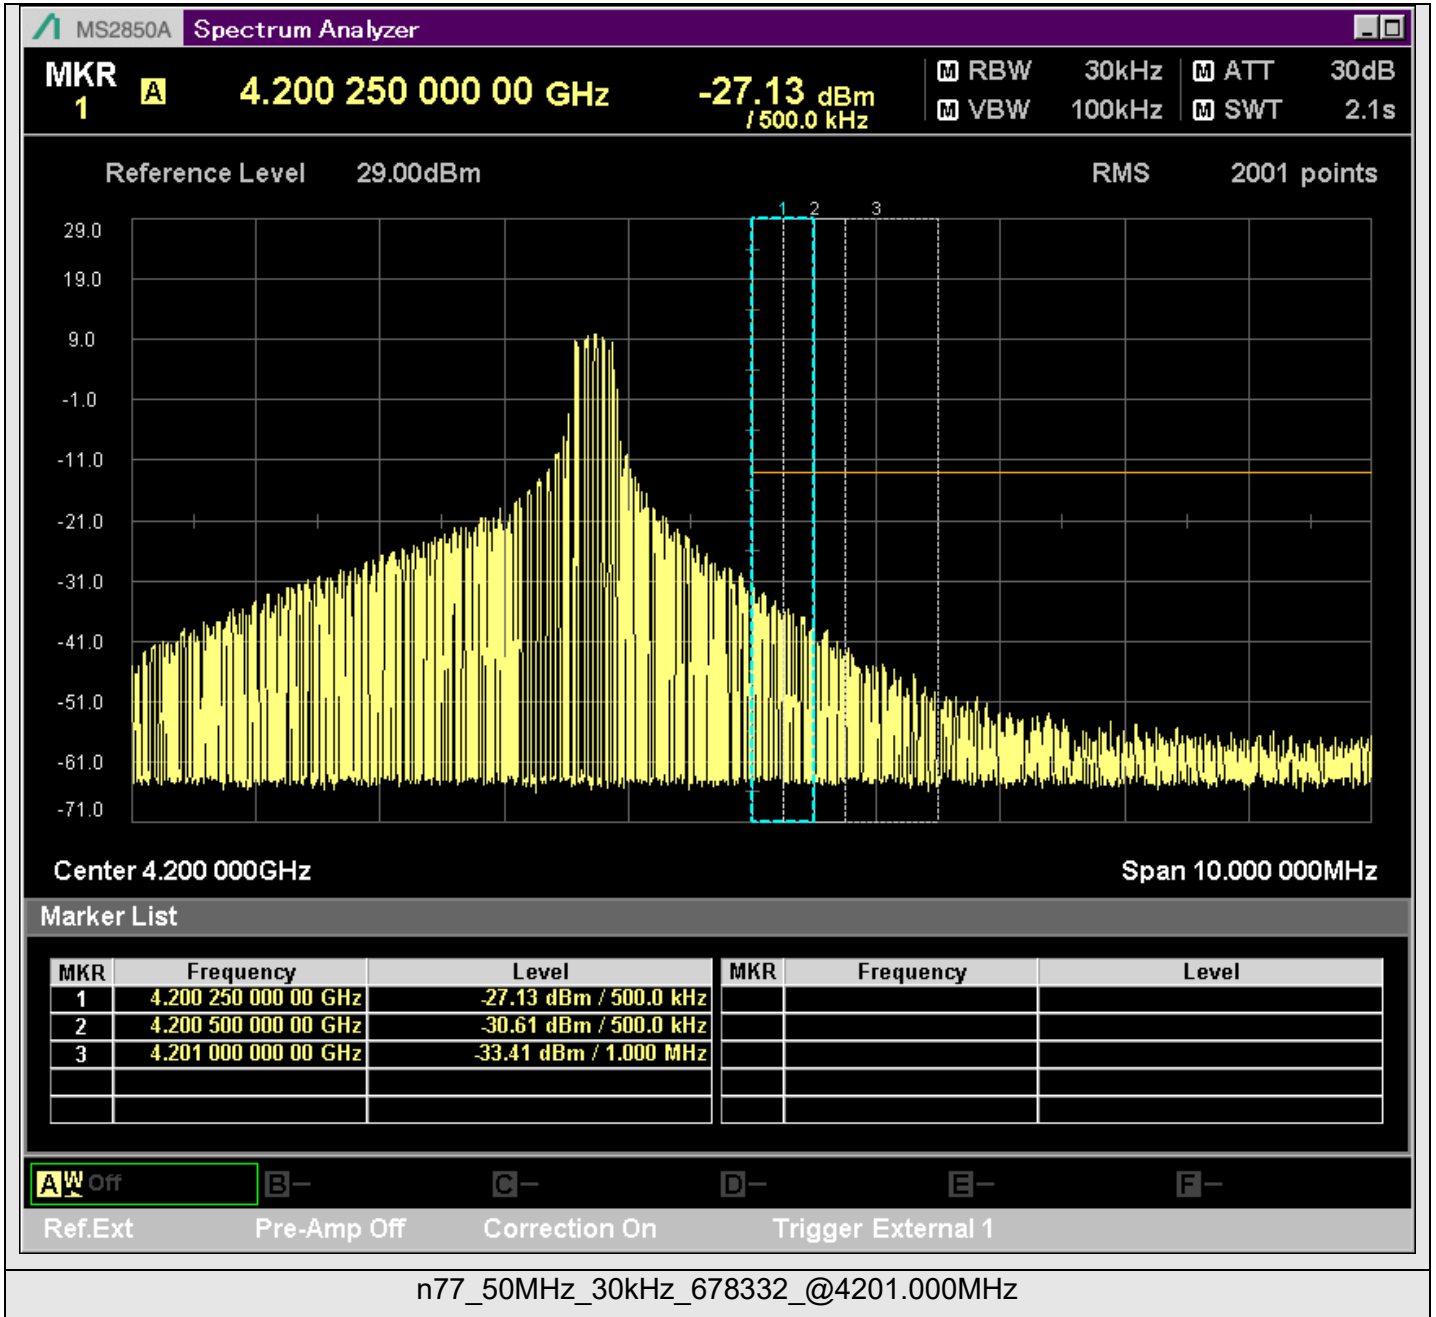 MS2850A Spectrum Analyzer
MKR 1 A 4.200 250 000 00 GHz -27.13 dBm / 500.0 kHz
M RBW 30kHz M ATT 30dB
M VBW 100kHz M SWT 2.1s
Reference Level 29.00dBm RMS 2001 points
1 2 3
29.0
19.0
9.0
-1.0
-11.0
-21.0
-31.0
-41.0
-51.0
-61.0
-71.0
Center 4.200 000GHz Span 10.000 000MHz
Marker List
MKR Frequency Level MKR Frequency Level
1 4.200 250 000 00 GHz -27.13 dBm / 500.0 kHz
2 4.200 500 000 00 GHz -30.61 dBm / 500.0 kHz
3 4.201 000 000 00 GHz -33.41 dBm / 1.000 MHz
A W Off B - C - D - E - F -
Ref.Ext Pre-Amp Off Correction On Trigger External 1
n77_50MHz_30kHz_678332_@4201.000MHz